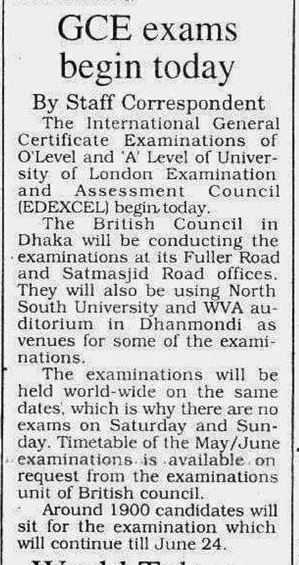 GCE exams
begin today
By Staff Correspondent
The International General
Certificate Examinations of
O'Level and 'A' Level of Univer-
sity of London Examination
and Assessment Council
(EDEXCEL) begin today.
The British Council in
Dhaka will be conducting the
examinations at its Fuller Road
and Satmasjid Road offices.
They will also be using North
South University and WVA au-
ditorium in Dhanmondi as
venues for some of the exami-
nations.
The examinations will be
held world-wide on the same
dates, which is why there are no
exams on Saturday and Sun-
day. Timetable of the May/June
examinations is available on
request from the examinations
unit of British council.
Around 1900 candidates will
sit for the examination which
will continue till June 24.